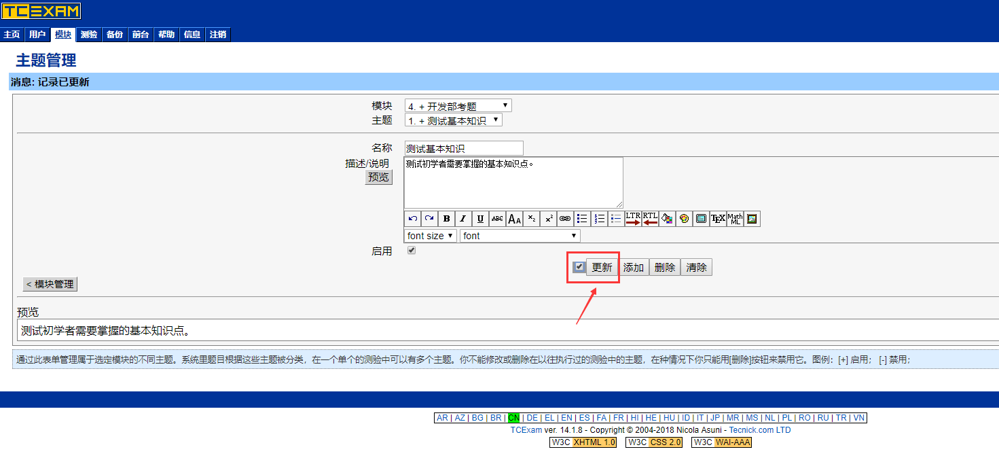 TCEXAM
主页 用户 模块 测验 备份 前台 帮助 信息 注销
主题管理
消息: 记录已更新
模块 4. + 开发部考题
主题 1. + 测试基本知识
名称 测试基本知识
描述/说明 测试初学者需要掌握的基本知识点。
预览
B I U ABC AA x₂ x² LTR RTL TEX Math ML
font size font
启用
更新 添加 删除 清除
< 模块管理
预览
测试初学者需要掌握的基本知识点。
通过此表单管理属于选定模块的不同主题。系统里题目根据这些主题被分类，在一个单个的测验中可以有多个主题。你不能修改或删除在以往执行过的测验中的主题，在种情况下你只能用[删除]按钮来禁用它。图例：[+] 启用； [-] 禁用；
AR | AZ | BG | BR | CN | DE | EL | EN | ES | FA | FR | HI | HE | HU | ID | IT | JP | MR | MS | NL | PL | RO | RU | TR | VN
TCExam ver. 14.1.8 - Copyright © 2004-2018 Nicola Asuni - Tecnick.com LTD
W3C XHTML 1.0 W3C CSS 2.0 W3C WAI-AAA